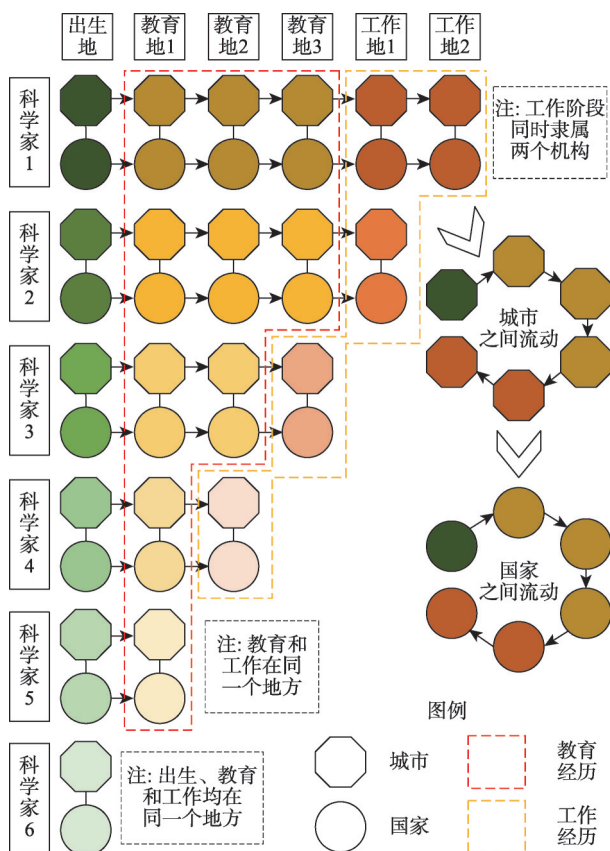 出生
地
教育
地1
教育
地2
教育
地3
工作
地1
工作
地2
科
学
家
1
注: 工作阶段
同时隶属
两个机构
科
学
家
2
城市
之间流动
科
学
家
3
科
学
家
4
国家
之间流动
科
学
家
5
注: 教育和
工作在同
一个地方
科
学
家
6
注: 出生、教育
和工作均在
同一个地方
图例
城市
教育
经历
国家
工作
经历